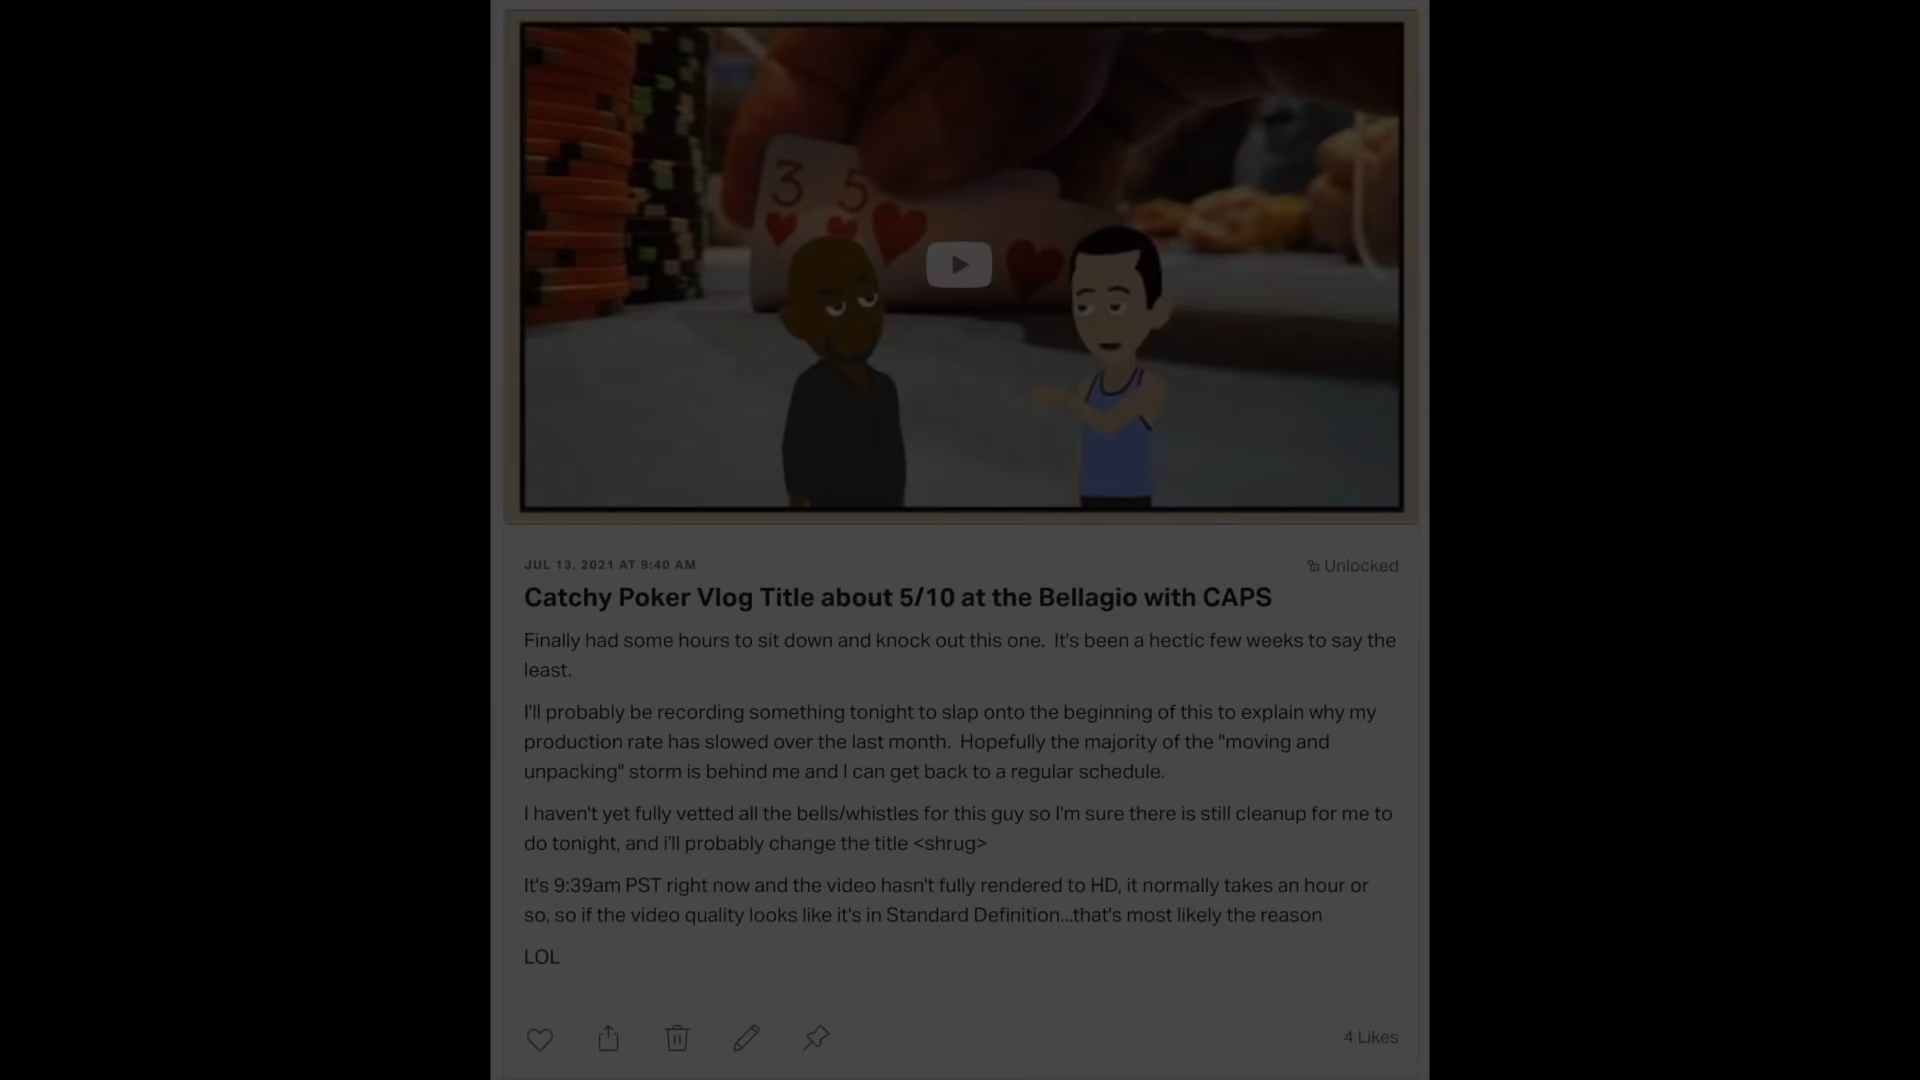 3 5
JUL 13, 2021 AT 9:40 AM
Unlocked
Catchy Poker Vlog Title about 5/10 at the Bellagio with CAPS
Finally had some hours to sit down and knock out this one.  It's been a hectic few weeks to say the
least.
I'll probably be recording something tonight to slap onto the beginning of this to explain why my
production rate has slowed over the last month.  Hopefully the majority of the "moving and
unpacking" storm is behind me and I can get back to a regular schedule.
I haven't yet fully vetted all the bells/whistles for this guy so I'm sure there is still cleanup for me to
do tonight, and i'll probably change the title <shrug>
It's 9:39am PST right now and the video hasn't fully rendered to HD, it normally takes an hour or
so, so if the video quality looks like it's in Standard Definition...that's most likely the reason
LOL
4 Likes